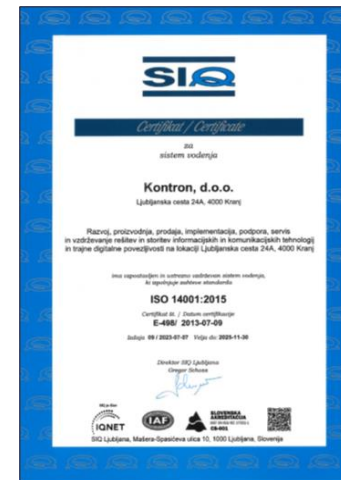 SIQ
Certifikat / Certificate
za
sistem vodenja
Kontron, d.o.o.
Ljubljanska cesta 24A, 4000 Kranj
Razvoj, proizvodnja, prodaja, implementacija, podpora, servis
in vzdrževanje rešitev in storitev informacijskih in komunikacijskih tehnologij
in trajne digitalne povezljivosti na lokaciji Ljubljanska cesta 24A, 4000 Kranj
ima vzpostavljen in ustrezno vzdrževan sistem vodenja,
ki izpolnjuje zahteve standarda
ISO 14001:2015
Certifikat št. / Datum certifikacije
E-498/ 2013-07-09
Izdaja 09 / 2023-07-07 Velja do: 2025-11-30
Direktor SIQ Ljubljana
Gregor Schoss
IQNET
IAF
SLOVENSKA
AKREDITACIJA
SIQ Ljubljana, Mašera-Spasićeva ulica 10, 1000 Ljubljana, Slovenija